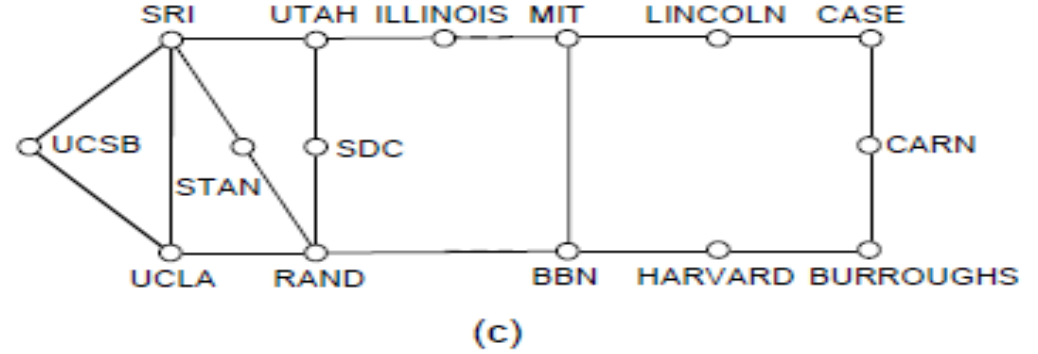 SRI UTAH ILLINOIS MIT LINCOLN CASE
UCSB SDC CARN
STAN
UCLA RAND BBN HARVARD BURROUGHS
(c)